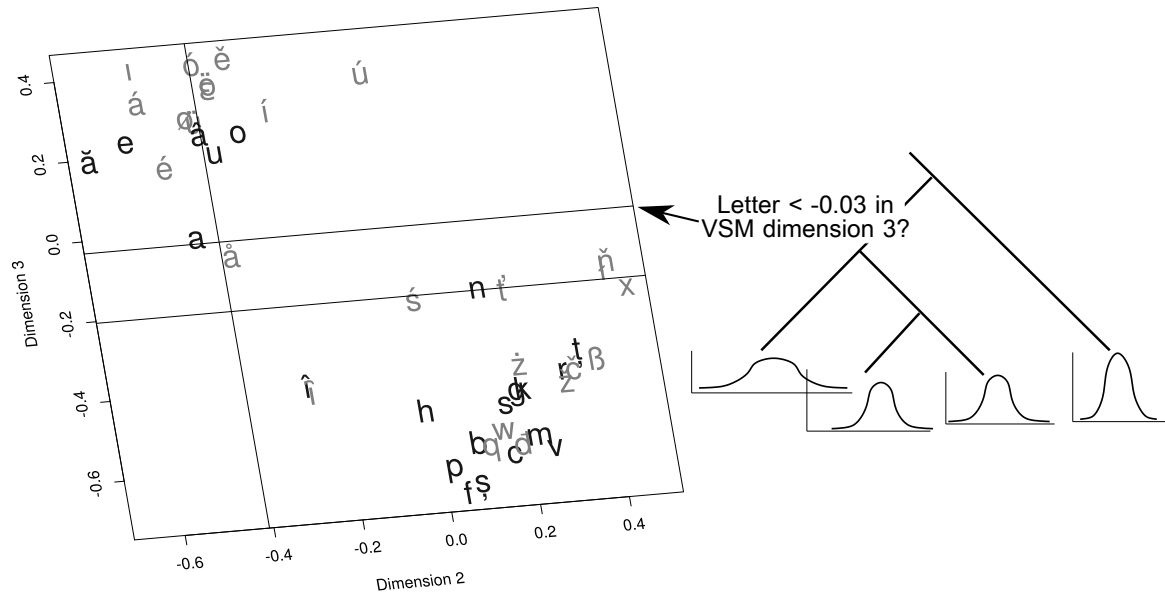 0.4
0.2
0.0
-0.2
-0.4
-0.6
Dimension 3
ı ó ě ú
á ë í
ø â o
ă e u
é
a
å
ň
ś n ť x
ț
ż r č ß
î ź
h s g k
w
b q đ m
p c v
f ș
-0.6 -0.4 -0.2 0.0 0.2 0.4
Dimension 2
Letter < -0.03 in
VSM dimension 3?